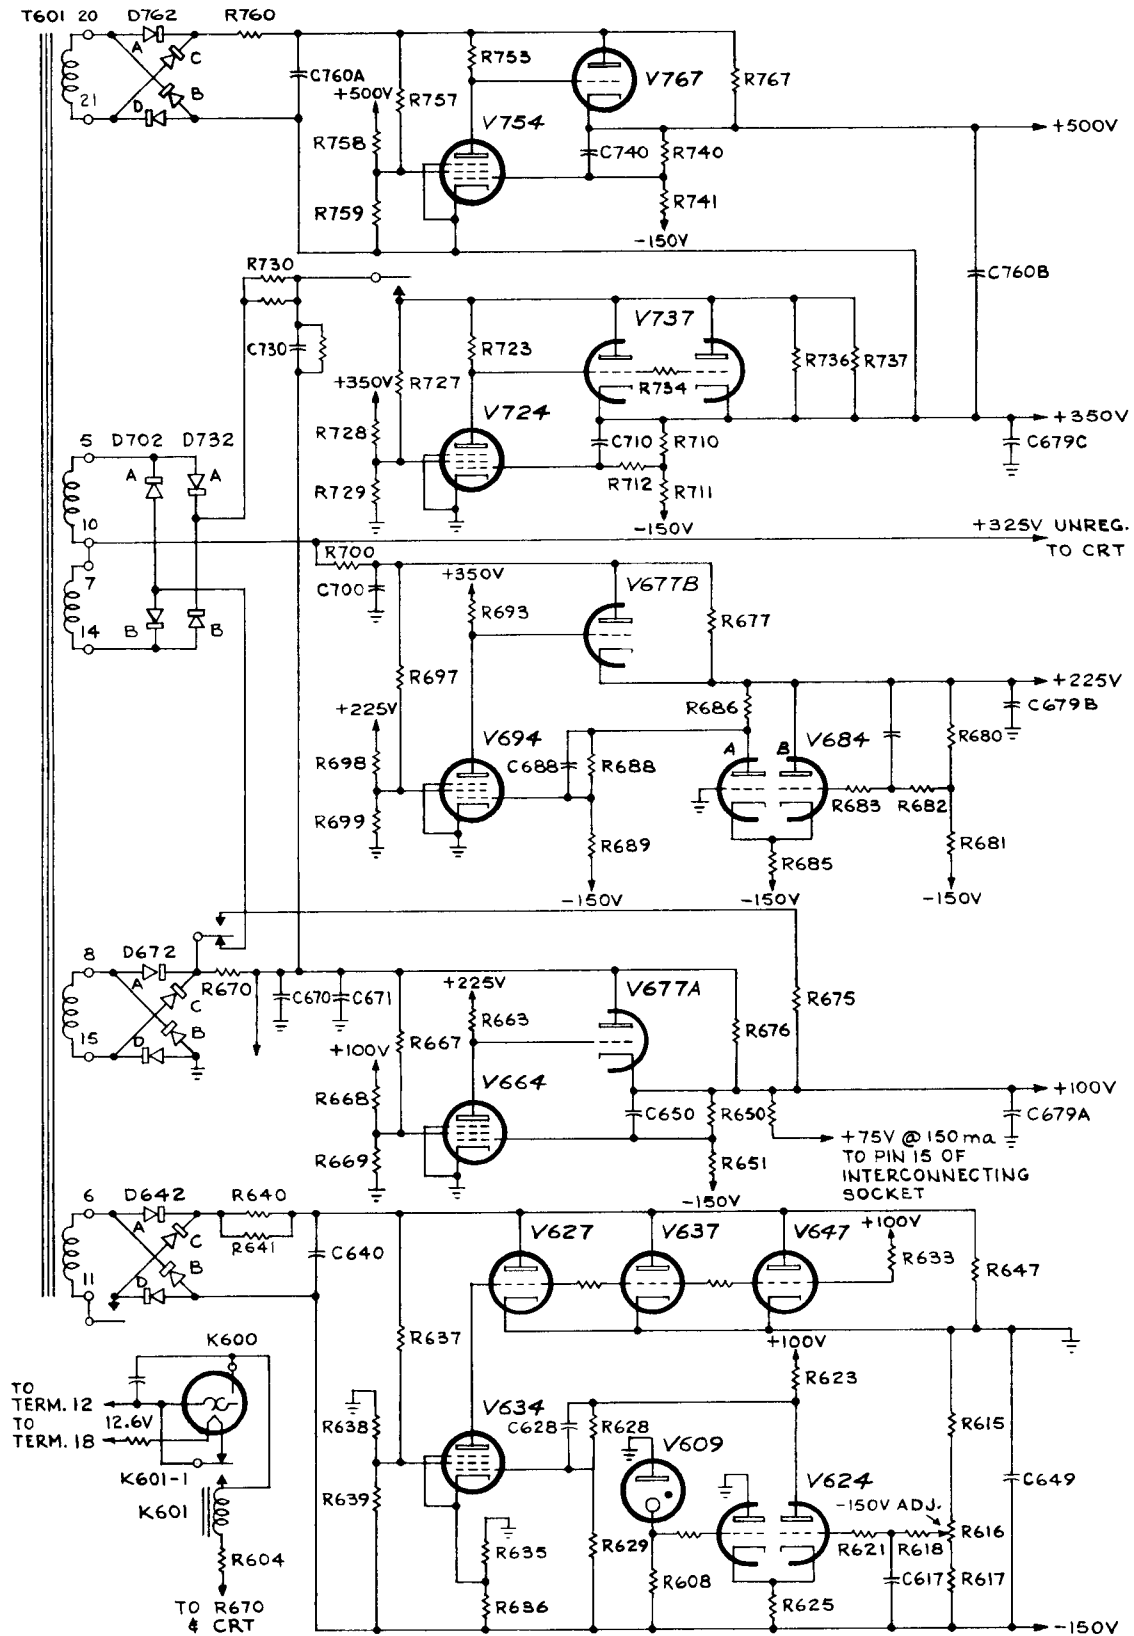 T601 20 D762 R760
A C
B
21 D
C760A
+500V
R757
R753
V767
R767
R758
V754
C740
R740
+500V
R759
R741
-150V
R730
C760B
C730
V737
R723
R736
R737
+350V
R727
R734
V724
+350V
5 D702 D732
R728
C710
R710
C679C
A A
R729
R712
R711
-150V
10
+325V UNREG.
TO CRT
7
R700
C700
+350V
V677B
R693
R677
B B
14
R697
+225V
+225V
R686
C679B
R698
V694
C688
R688
A B
V684
R680
R699
R683
R682
R689
R685
R681
-150V
-150V
-150V
8 D672
A C
R670
C670
C671
+225V
V677A
R675
B
R663
R676
15 D
+100V
R667
+100V
R668
V664
C650
R650
C679A
+75V @ 150 ma
TO PIN 15 OF
INTERCONNECTING
SOCKET
R669
R651
-150V
6 D642 R640
A C
R641
C640
V627
V637
V647
+100V
R633
B
R647
11 D
K600
R637
+100V
R623
TO
TERM. 12
TO
TERM. 18
12.6V
R638
V634
C628
R628
V609
R615
K601-1
V624
C649
K601
R639
-150V ADJ.
R616
R604
R635
R629
R621
R618
R608
C617
R617
TO R670
& CRT
R636
R625
-150V